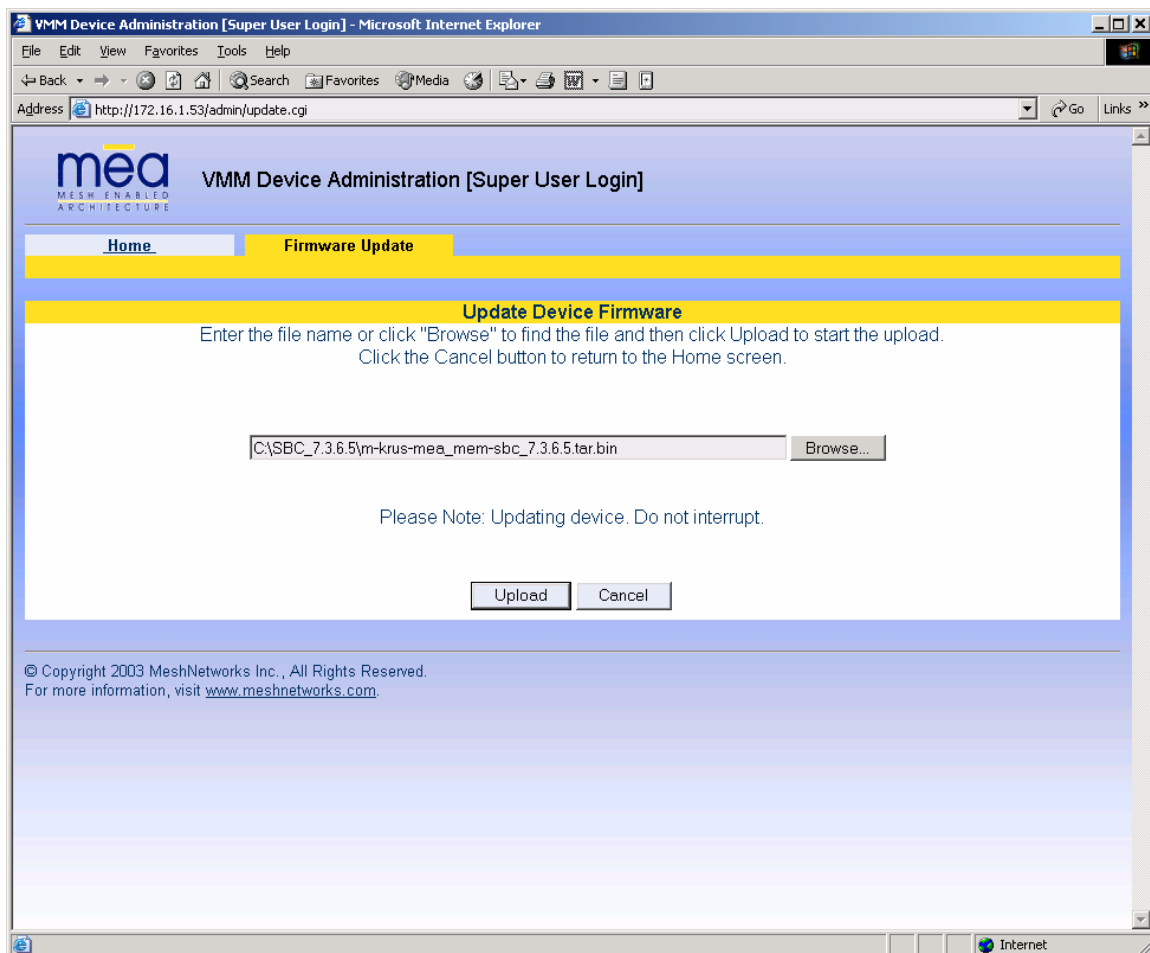 VMM Device Administration [Super User Login] - Microsoft Internet Explorer
File Edit View Favorites Tools Help
Back Search Favorites Media
Address http://172.16.1.53/admin/update.cgi Go Links »
mea
MESH ENABLED
ARCHITECTURE
VMM Device Administration [Super User Login]
Home Firmware Update
Update Device Firmware
Enter the file name or click "Browse" to find the file and then click Upload to start the upload.
Click the Cancel button to return to the Home screen.
C:\SBC_7.3.6.5\m-krus-mea_mem-sbc_7.3.6.5.tar.bin Browse...
Please Note: Updating device. Do not interrupt.
Upload Cancel
© Copyright 2003 MeshNetworks Inc., All Rights Reserved.
For more information, visit www.meshnetworks.com.
Internet